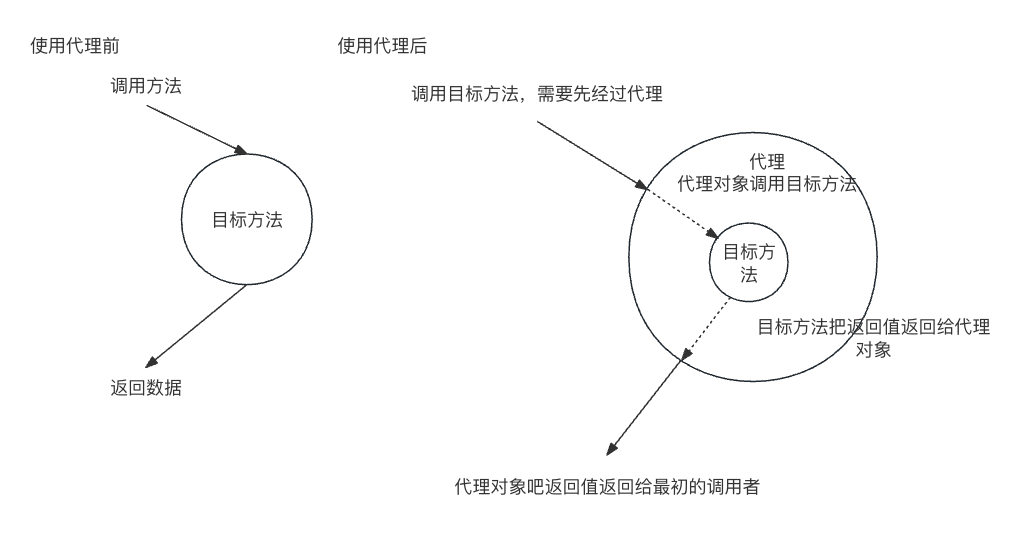 使用代理前
调用方法
目标方法
返回数据
使用代理后
调用目标方法，需要先经过代理
代理
代理对象调用目标方法
目标方
法
目标方法把返回值返回给代理
对象
代理对象吧返回值返回给最初的调用者